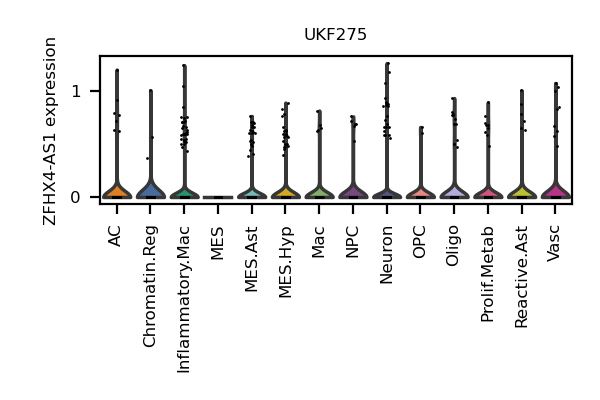 UKF275
ZFHX4-AS1 expression
1
0
AC
Chromatin.Reg
Inflammatory.Mac
MES
MES.Ast
MES.Hyp
Mac
NPC
Neuron
OPC
Oligo
Prolif.Metab
Reactive.Ast
Vasc